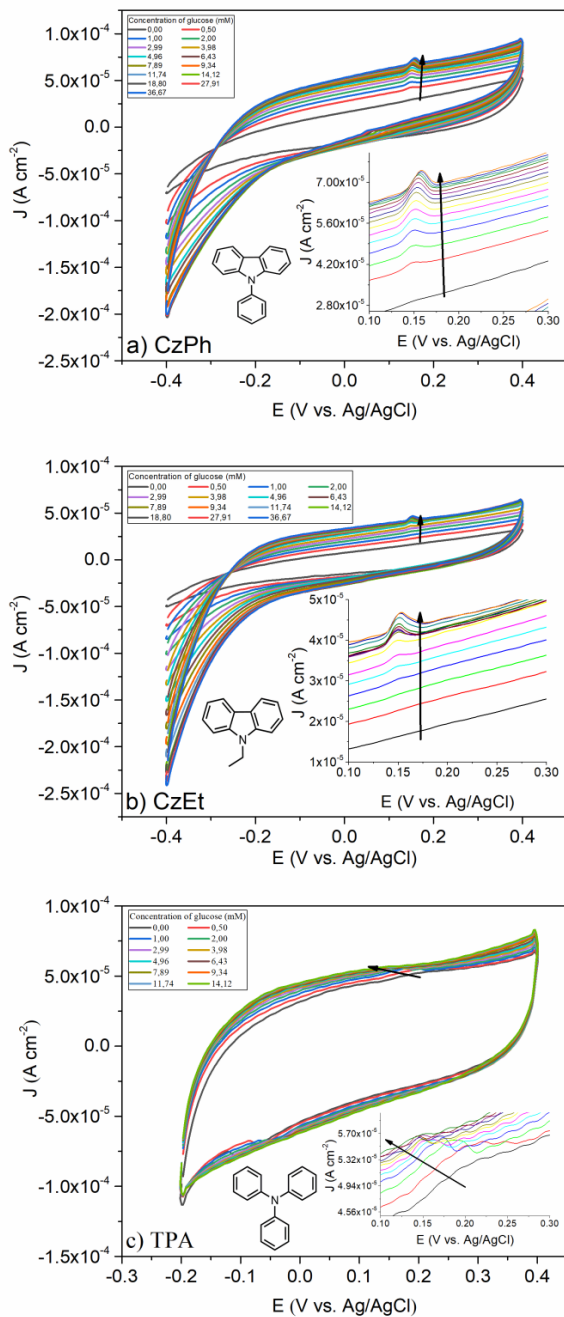 Concentration of glucose (mM)
0,00 0,50
1,00 2,00
2,99 3,98
4,96 6,43
7,89 9,34
11,74 14,12
18,80 27,91
36,67
1.0x10⁻⁴
5.0x10⁻⁵
0.0
-5.0x10⁻⁵
-1.0x10⁻⁴
-1.5x10⁻⁴
-2.0x10⁻⁴
-2.5x10⁻⁴
J (A cm⁻²)
7.00x10⁻⁵
5.60x10⁻⁵
4.20x10⁻⁵
2.80x10⁻⁵
J (A cm⁻²)
0.10 0.15 0.20 0.25 0.30
E (V vs. Ag/AgCl)
N
a) CzPh
-0.4 -0.2 0.0 0.2 0.4
E (V vs. Ag/AgCl)
Concentration of glucose (mM)
0,00 0,50 1,00 2,00
2,99 3,98 4,96 6,43
7,89 9,34 11,74 14,12
18,80 27,91 36,67
1.0x10⁻⁴
5.0x10⁻⁵
0.0
-5.0x10⁻⁵
-1.0x10⁻⁴
-1.5x10⁻⁴
-2.0x10⁻⁴
-2.5x10⁻⁴
J (A cm⁻²)
5x10⁻⁵
4x10⁻⁵
3x10⁻⁵
2x10⁻⁵
1x10⁻⁵
J (A cm⁻²)
0.10 0.15 0.20 0.25 0.30
E (V vs. Ag/AgCl)
N
b) CzEt
-0.4 -0.2 0.0 0.2 0.4
E (V vs. Ag/AgCl)
Concentration of glucose (mM)
0,00 0,50
1,00 2,00
2,99 3,98
4,96 6,43
7,89 9,34
11,74 14,12
1.0x10⁻⁴
5.0x10⁻⁵
0.0
-5.0x10⁻⁵
-1.0x10⁻⁴
-1.5x10⁻⁴
J (A cm⁻²)
5.70x10⁻⁵
5.32x10⁻⁵
4.94x10⁻⁵
4.56x10⁻⁵
J (A cm⁻²)
0.10 0.15 0.20 0.25 0.30
E (V vs. Ag/AgCl)
N
c) TPA
-0.3 -0.2 -0.1 0.0 0.1 0.2 0.3 0.4
E (V vs. Ag/AgCl)